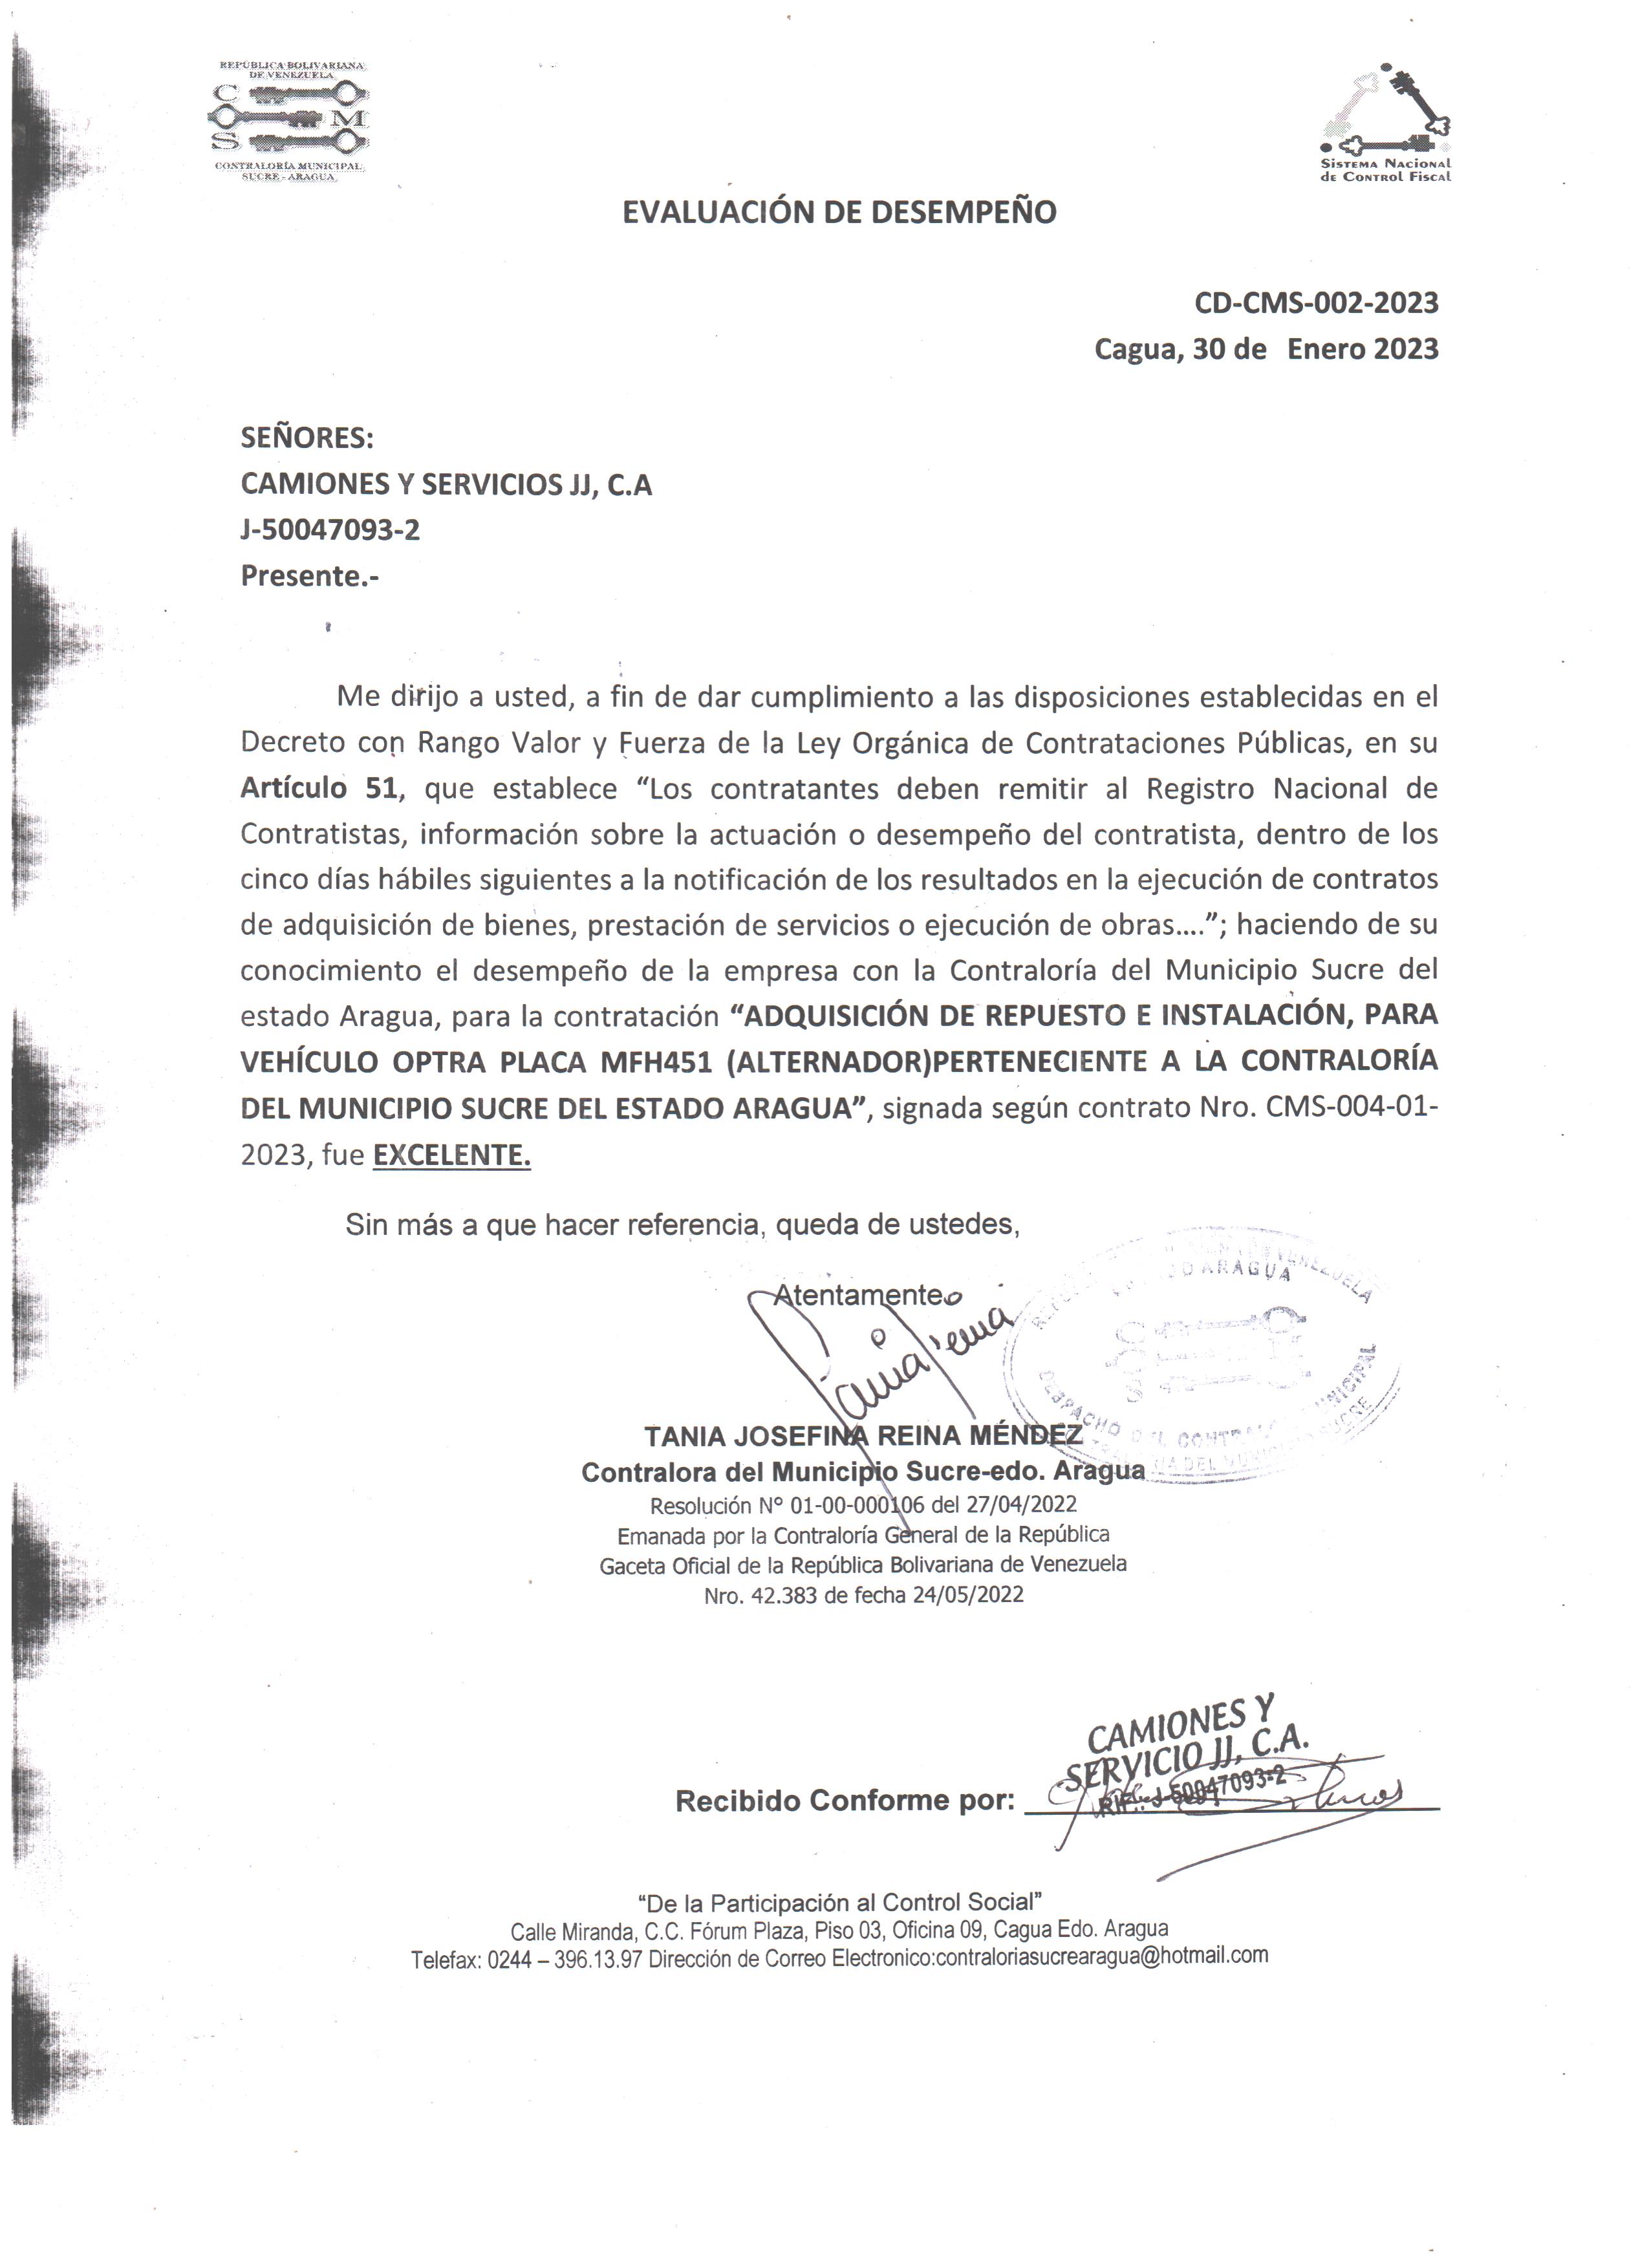 REPÚBLICA BOLIVARIANA
DE VENEZUELA
C
M
S
CONTRALORÍA MUNICIPAL
SUCRE - ARAGUA
Sistema Nacional
de Control Fiscal
EVALUACIÓN DE DESEMPEÑO
CD-CMS-002-2023
Cagua, 30 de Enero 2023
SEÑORES:
CAMIONES Y SERVICIOS JJ, C.A
J-50047093-2
Presente.-
Me dirijo a usted, a fin de dar cumplimiento a las disposiciones establecidas en el
Decreto con Rango Valor y Fuerza de la Ley Orgánica de Contrataciones Públicas, en su
Artículo 51, que establece “Los contratantes deben remitir al Registro Nacional de
Contratistas, información sobre la actuación o desempeño del contratista, dentro de los
cinco días hábiles siguientes a la notificación de los resultados en la ejecución de contratos
de adquisición de bienes, prestación de servicios o ejecución de obras....”; haciendo de su
conocimiento el desempeño de la empresa con la Contraloría del Municipio Sucre del
estado Aragua, para la contratación “ADQUISICIÓN DE REPUESTO E INSTALACIÓN, PARA
VEHÍCULO OPTRA PLACA MFH451 (ALTERNADOR)PERTENECIENTE A LA CONTRALORÍA
DEL MUNICIPIO SUCRE DEL ESTADO ARAGUA”, signada según contrato Nro. CMS-004-01-
2023, fue EXCELENTE.
Sin más a que hacer referencia, queda de ustedes,
Atentamente
VENEZUELA
ARAGUA
DESPACHO DEL
SUCRE
TANIA JOSEFINA REINA MÉNDEZ
Contralora del Municipio Sucre-edo. Aragua
Resolución N° 01-00-000106 del 27/04/2022
Emanada por la Contraloría General de la República
Gaceta Oficial de la República Bolivariana de Venezuela
Nro. 42.383 de fecha 24/05/2022
CAMIONES Y
SERVICIO JJ, C.A.
RIF.: J-50047093-2
Recibido Conforme por:
“De la Participación al Control Social”
Calle Miranda, C.C. Fórum Plaza, Piso 03, Oficina 09, Cagua Edo. Aragua
Telefax: 0244 – 396.13.97 Dirección de Correo Electronico:contraloriasucrearagua@hotmail.com